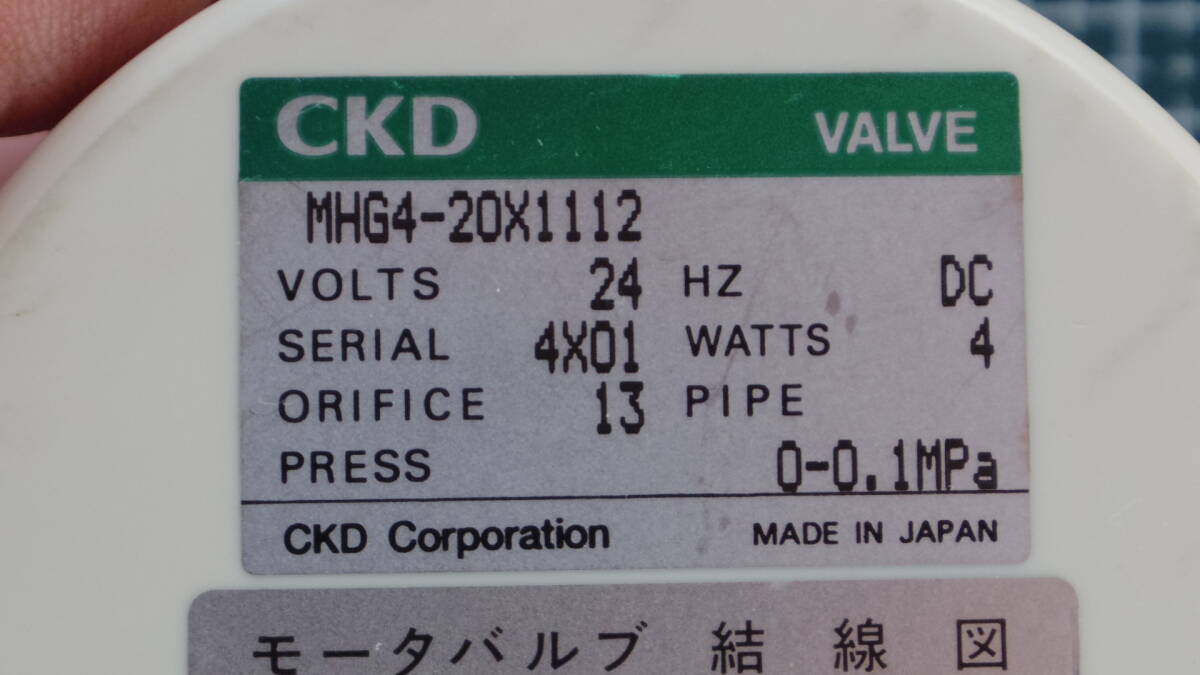 CKD VALVE
MHG4-20X1112
VOLTS 24 HZ DC
SERIAL 4X01 WATTS 4
ORIFICE 13 PIPE
PRESS 0-0.1MPa
CKD Corporation MADE IN JAPAN
モータバルブ 結線図